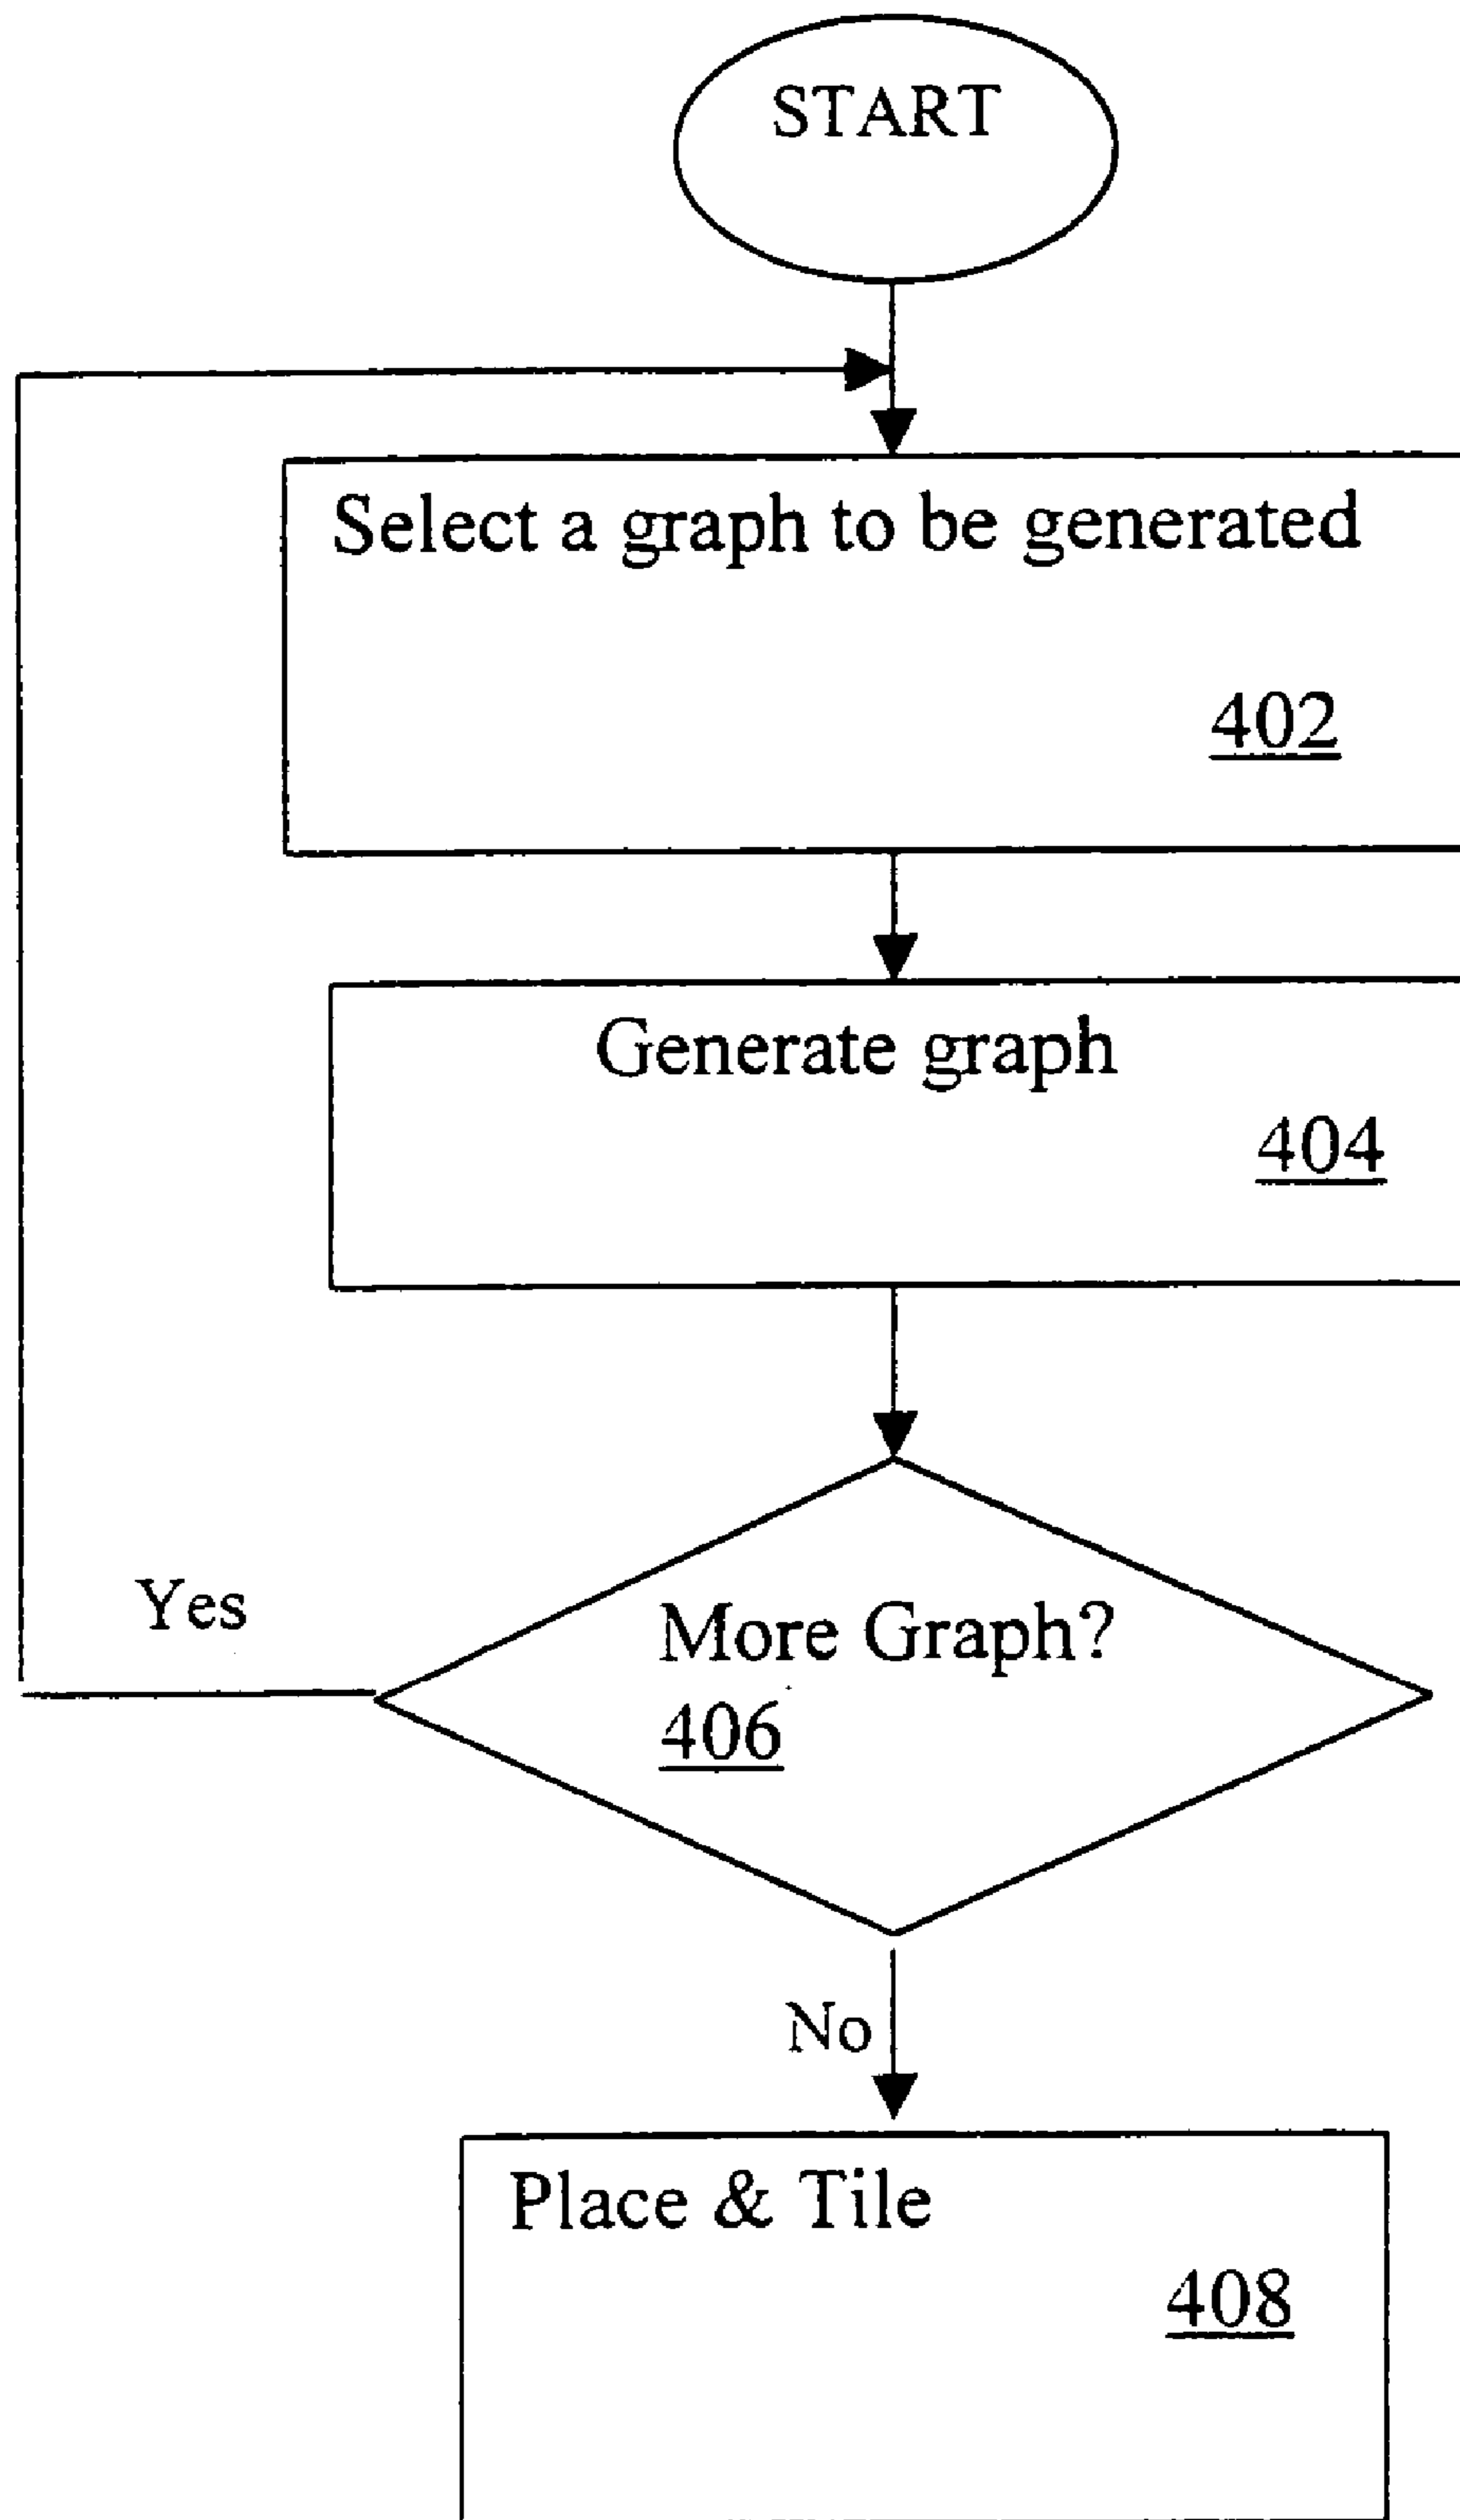 START
Select a graph to be generated
402
Generate graph
404
Yes
More Graph?
406
No
Place & Tile
408